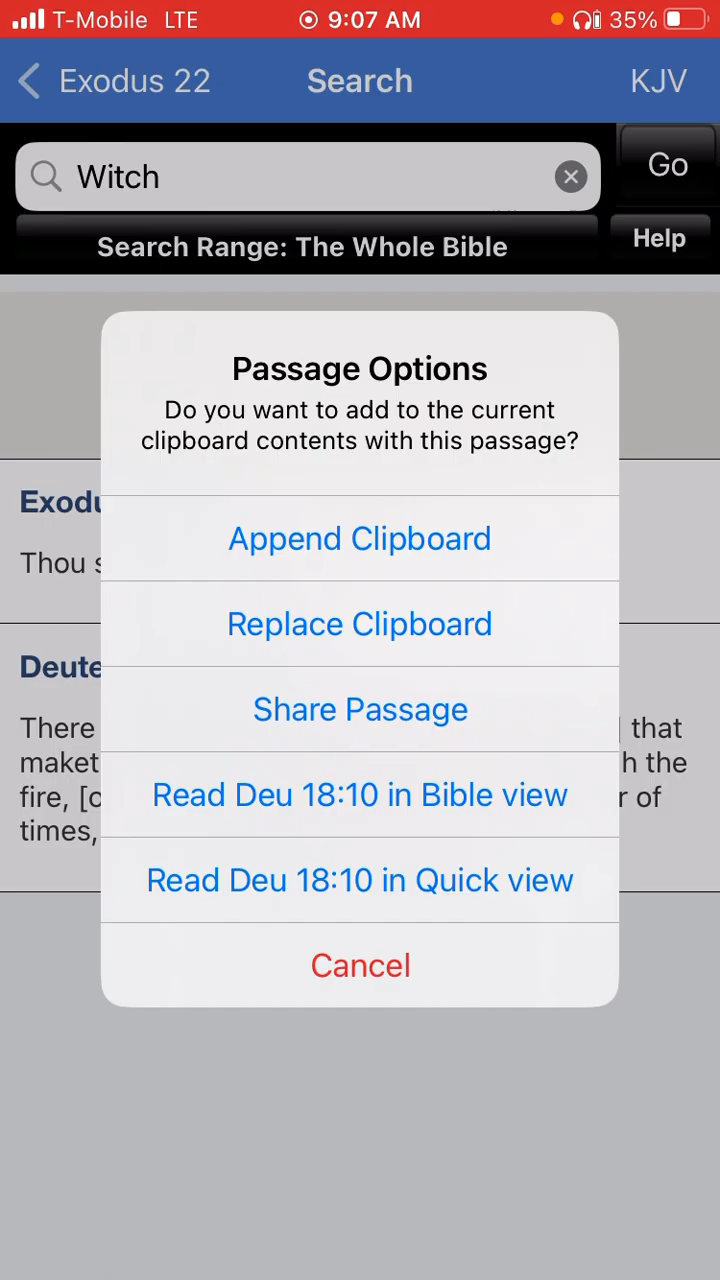 T-Mobile LTE 9:07 AM 35%
Exodus 22 Search KJV
Witch
Go
Search Range: The Whole Bible
Help
Passage Options
Do you want to add to the current
clipboard contents with this passage?
Append Clipboard
Replace Clipboard
Share Passage
Read Deu 18:10 in Bible view
Read Deu 18:10 in Quick view
Cancel
Thou
There that
the
fire, of
times,